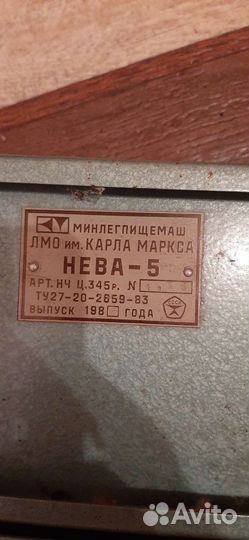 МИНЛЕГПИЩЕМАШ
ЛМО им. КАРЛА МАРКСА
НЕВА-5
АРТ. НЧ Ц.345р. N
ТУ27-20-2659-83
ВЫПУСК 198 ГОДА
Avito